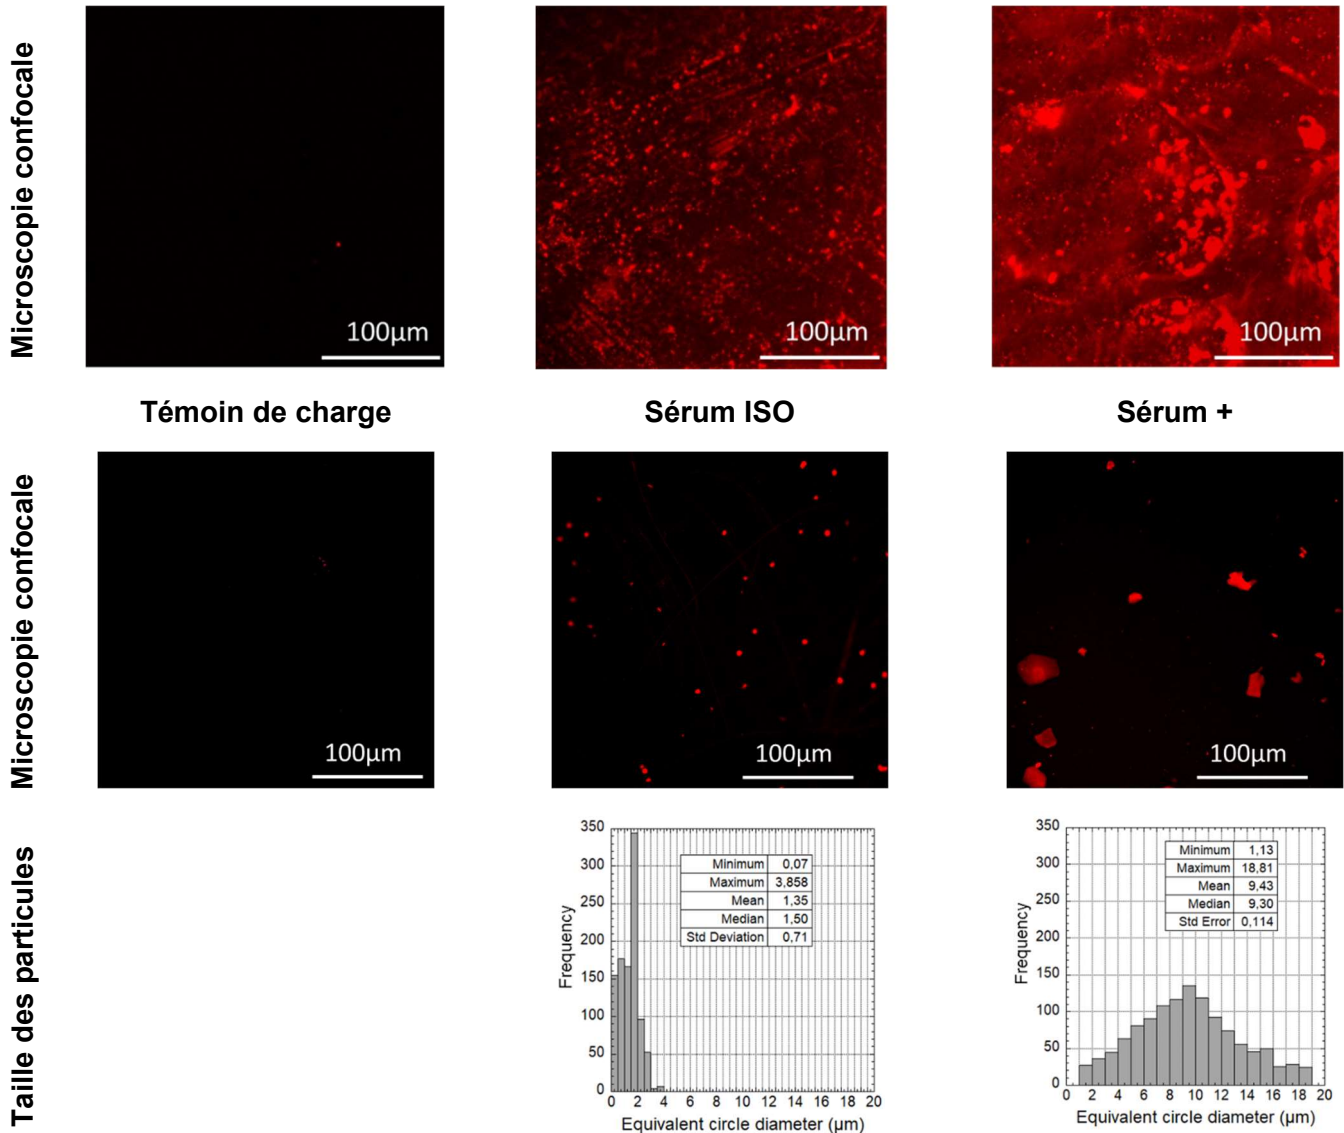 Microscopie confocale
100µm
100µm
100µm
Témoin de charge
Sérum ISO
Sérum +
Microscopie confocale
100µm
100µm
100µm
Taille des particules
350
300
250
200
150
100
50
0
Frequency
Minimum 0,07
Maximum 3,858
Mean 1,35
Median 1,50
Std Deviation 0,71
0 2 4 6 8 10 12 14 16 18 20
Equivalent circle diameter (µm)
350
300
250
200
150
100
50
0
Frequency
Minimum 1,13
Maximum 18,81
Mean 9,43
Median 9,30
Std Error 0,114
0 2 4 6 8 10 12 14 16 18 20
Equivalent circle diameter (µm)